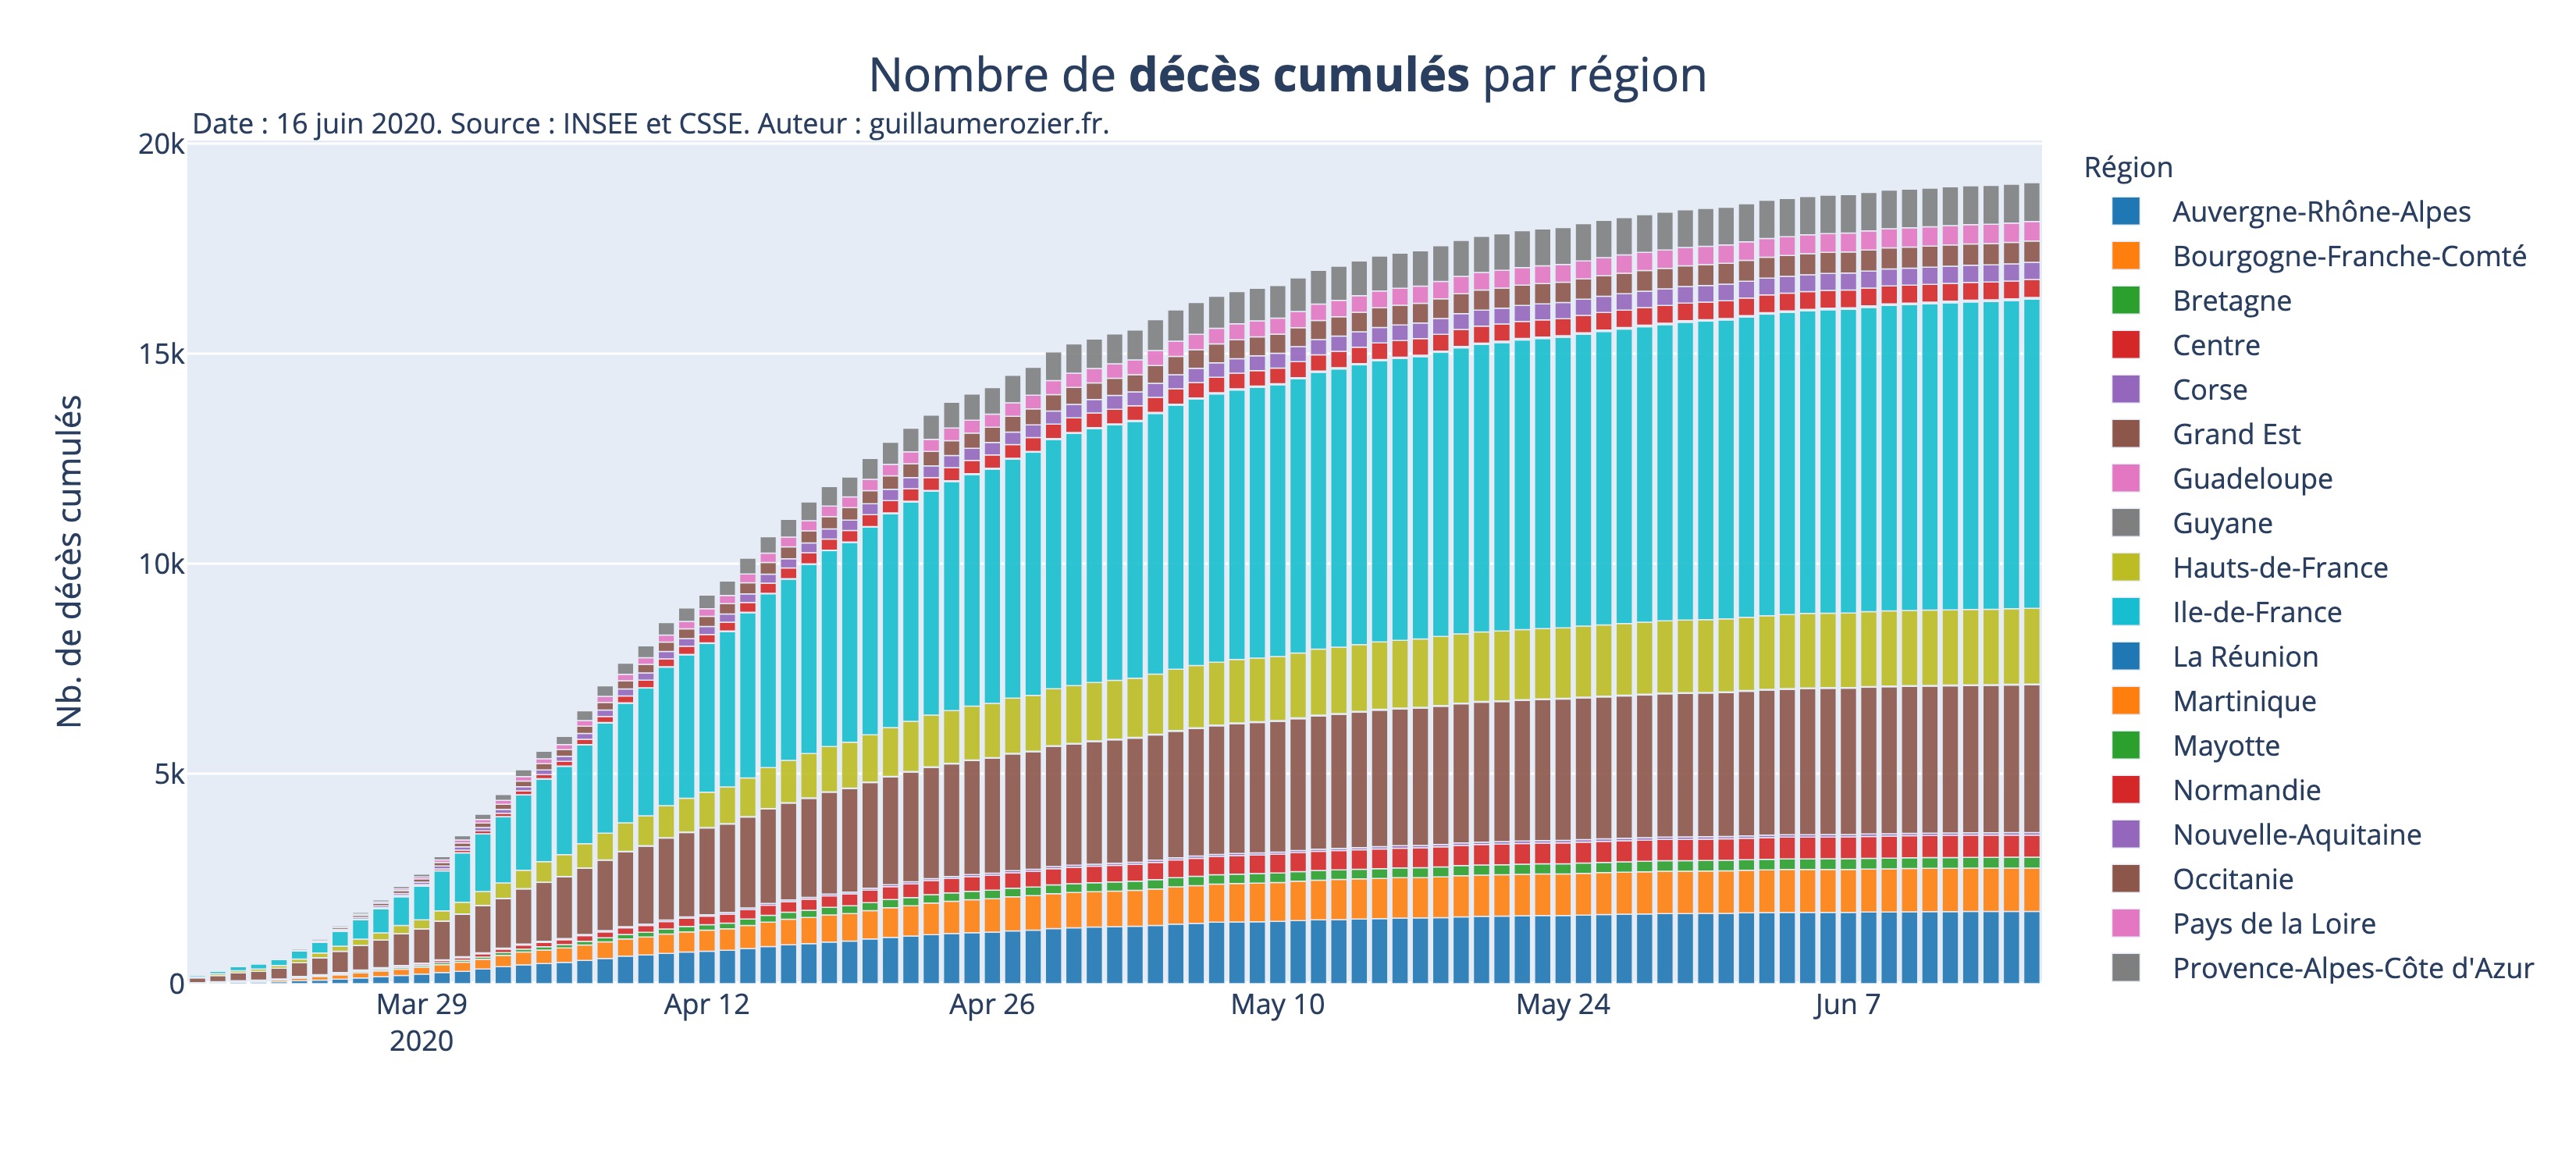 Nombre de décès cumulés par région
Date : 16 juin 2020. Source : INSEE et CSSE. Auteur : guillaumerozier.fr.
20k
15k
10k
5k
0
Nb. de décès cumulés
Mar 29
2020
Apr 12
Apr 26
May 10
May 24
Jun 7
Région
Auvergne-Rhône-Alpes
Bourgogne-Franche-Comté
Bretagne
Centre
Corse
Grand Est
Guadeloupe
Guyane
Hauts-de-France
Ile-de-France
La Réunion
Martinique
Mayotte
Normandie
Nouvelle-Aquitaine
Occitanie
Pays de la Loire
Provence-Alpes-Côte d'Azur